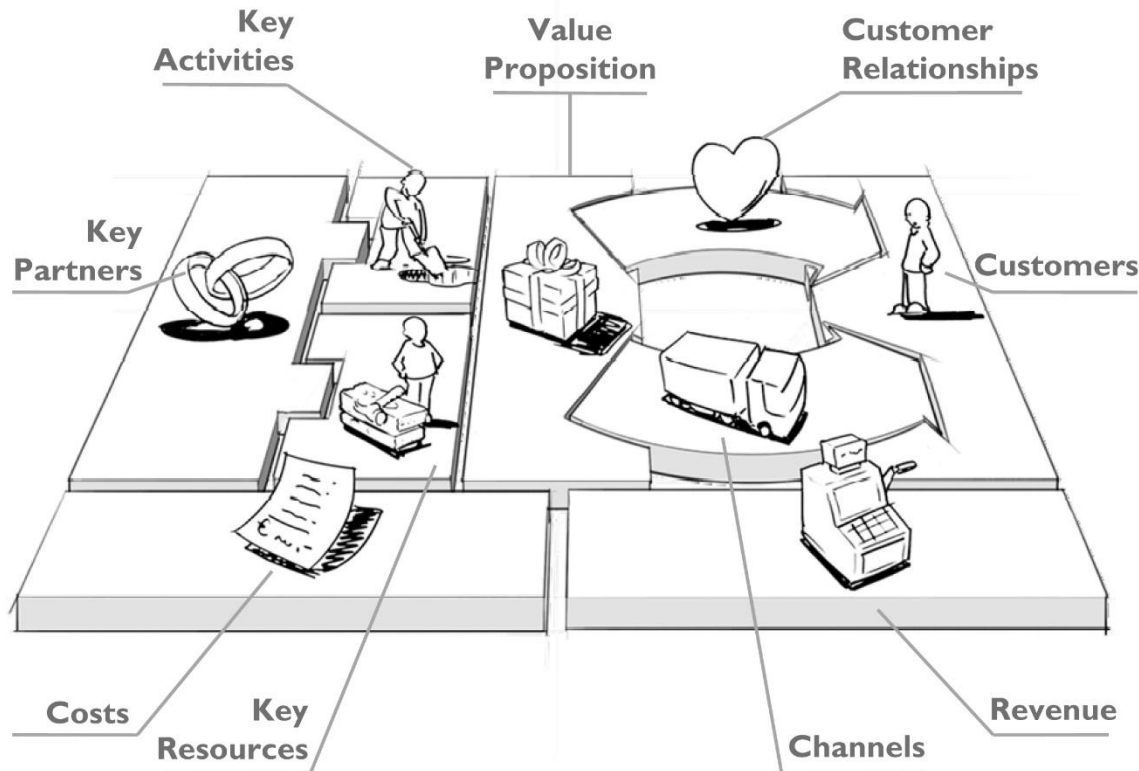 Key
Activities
Value
Proposition
Customer
Relationships
Key
Partners
Customers
Costs
Key
Resources
Channels
Revenue